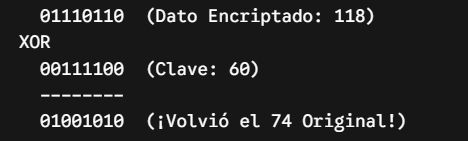 01110110  (Dato Encriptado: 118)
XOR
00111100  (Clave: 60)
--------
01001010  (¡Volvió el 74 Original!)